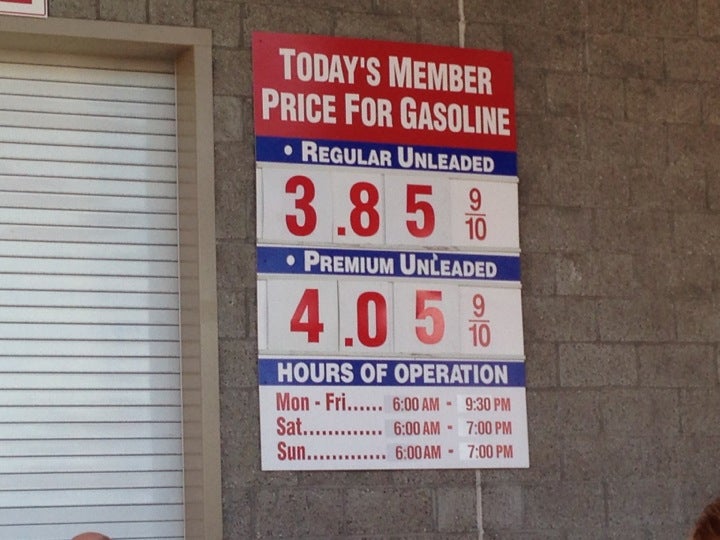 TODAY'S MEMBER
PRICE FOR GASOLINE
• REGULAR UNLEADED
3.85 9/10
• PREMIUM UNLEADED
4.05 9/10
HOURS OF OPERATION
Mon - Fri...... 6:00 AM - 9:30 PM
Sat............. 6:00 AM - 7:00 PM
Sun............. 6:00 AM - 7:00 PM